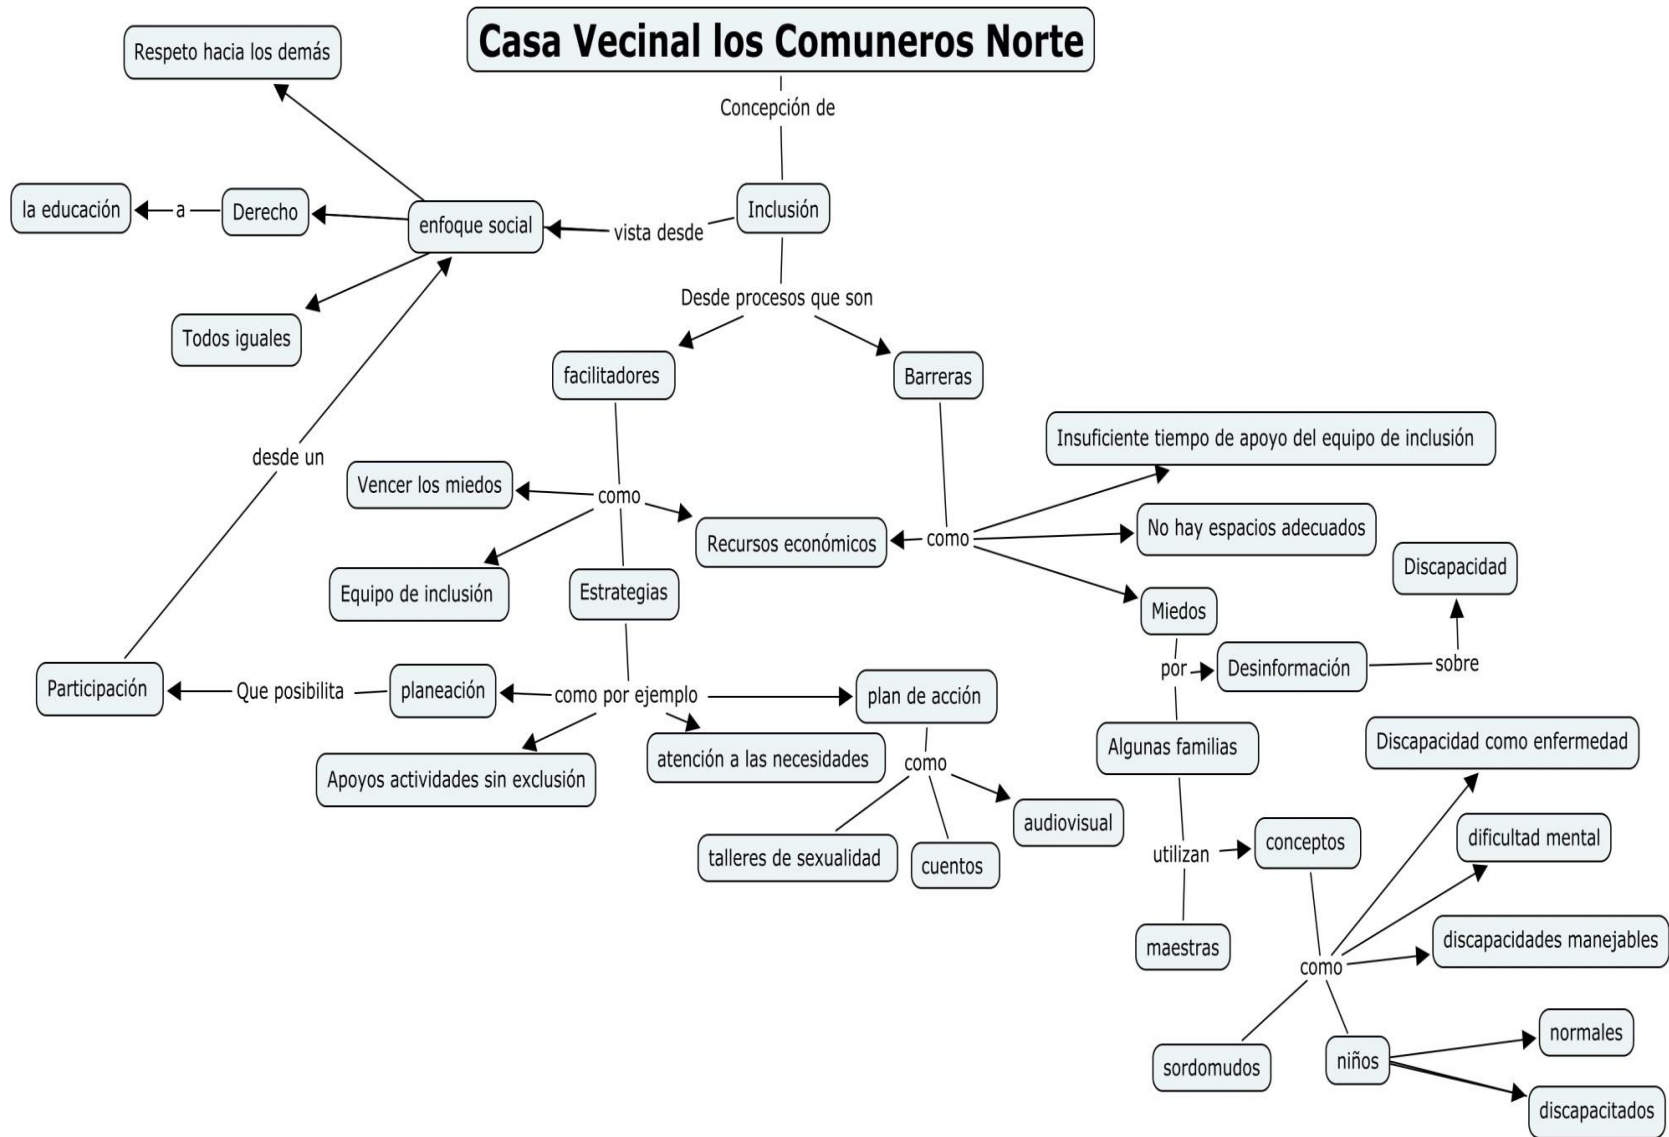 Casa Vecinal los Comuneros Norte
Respeto hacia los demás
Concepción de
la educación
a
Derecho
enfoque social
vista desde
Inclusión
Todos iguales
Desde procesos que son
facilitadores
Barreras
desde un
Vencer los miedos
como
Recursos económicos
como
Insuficiente tiempo de apoyo del equipo de inclusión
No hay espacios adecuados
Equipo de inclusión
Estrategias
Miedos
Discapacidad
por
Desinformación
sobre
Participación
Que posibilita
planeación
como por ejemplo
plan de acción
Apoyos actividades sin exclusión
atención a las necesidades
como
Algunas familias
Discapacidad como enfermedad
talleres de sexualidad
cuentos
audiovisual
utilizan
conceptos
dificultad mental
maestras
como
discapacidades manejables
sordomudos
niños
normales
discapacitados